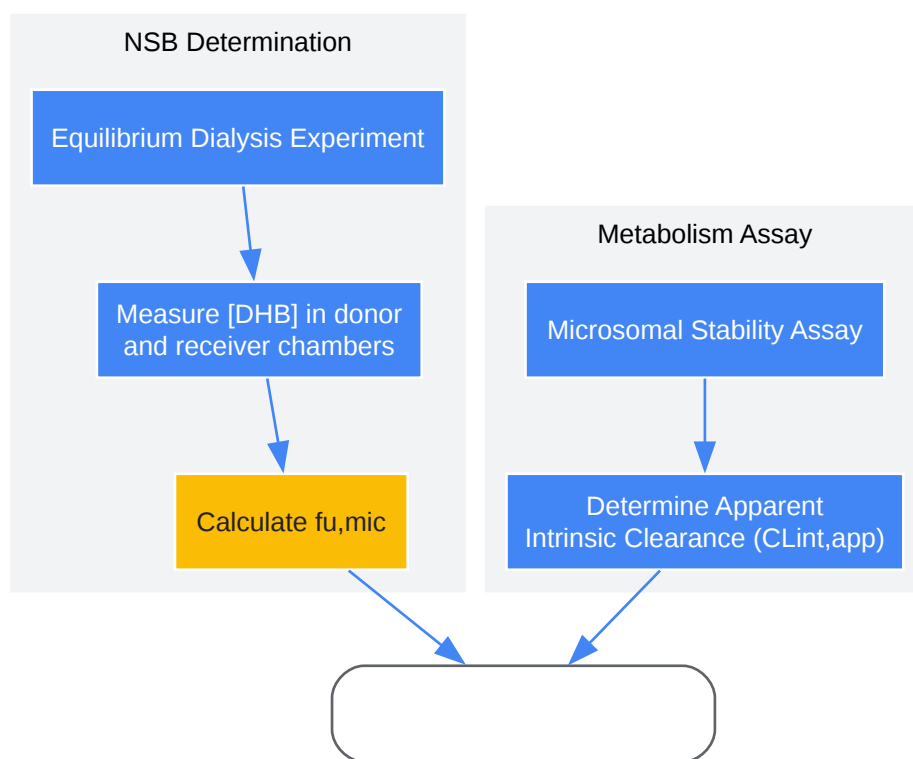 NSB Determination
Equilibrium Dialysis Experiment
Measure [DHB] in donor
and receiver chambers
Calculate fu,mic
Metabolism Assay
Microsomal Stability Assay
Determine Apparent
Intrinsic Clearance (CLint,app)